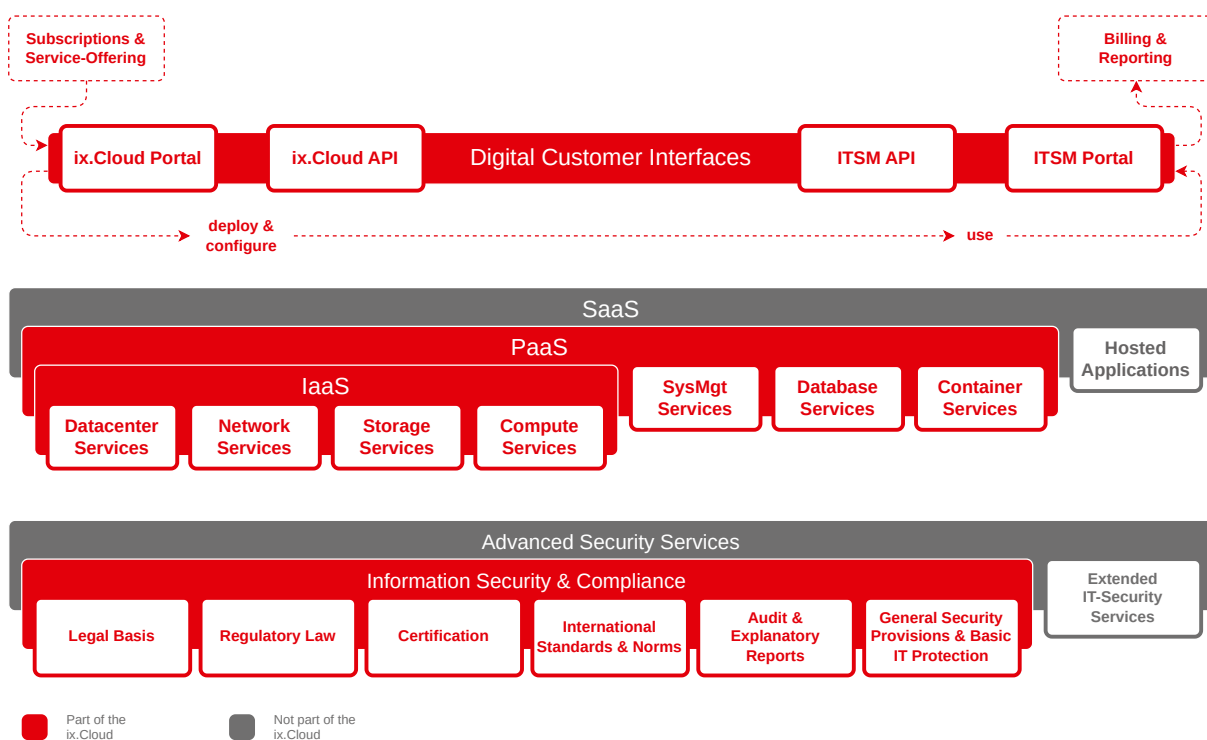 Subscriptions &
Service-Offering
Billing &
Reporting
ix.Cloud Portal
ix.Cloud API
Digital Customer Interfaces
ITSM API
ITSM Portal
deploy &
configure
use
SaaS
PaaS
Hosted
Applications
IaaS
SysMgt
Services
Database
Services
Container
Services
Datacenter
Services
Network
Services
Storage
Services
Compute
Services
Advanced Security Services
Information Security & Compliance
Extended
IT-Security
Services
Legal Basis
Regulatory Law
Certification
International
Standards & Norms
Audit &
Explanatory
Reports
General Security
Provisions & Basic
IT Protection
Part of the
ix.Cloud
Not part of the
ix.Cloud